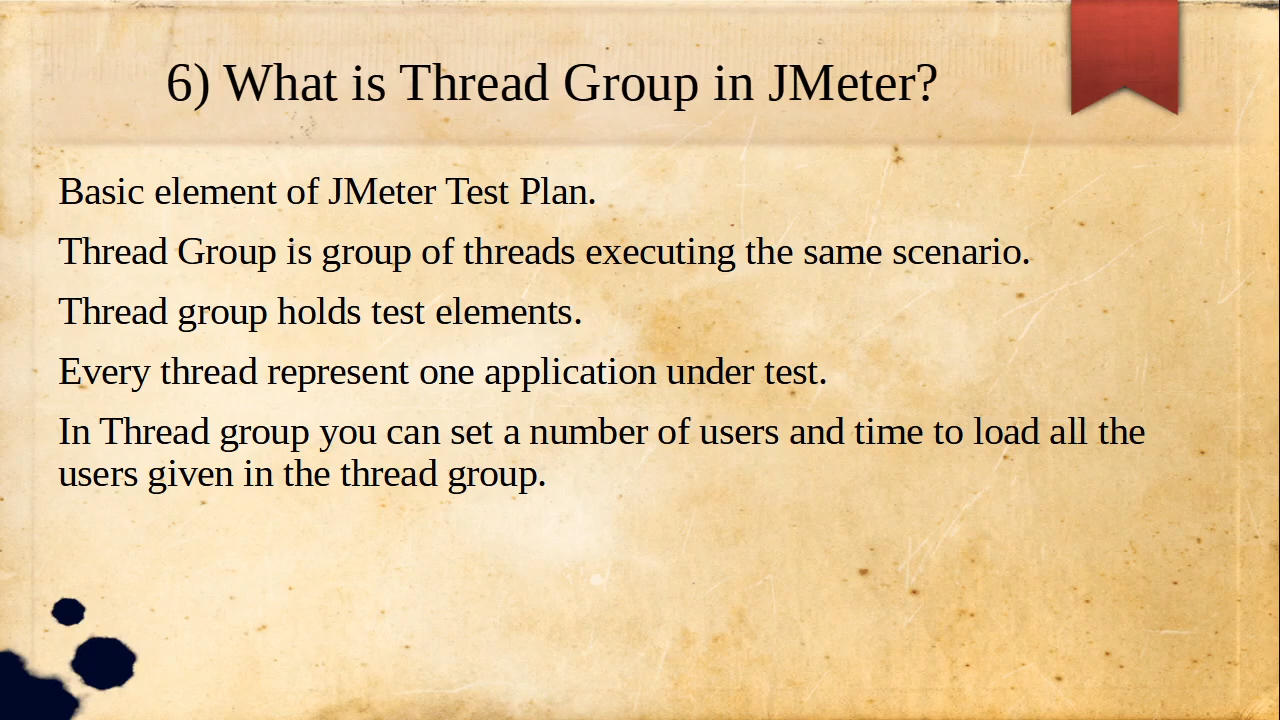 6) What is Thread Group in JMeter?
Basic element of JMeter Test Plan.
Thread Group is group of threads executing the same scenario.
Thread group holds test elements.
Every thread represent one application under test.
In Thread group you can set a number of users and time to load all the
users given in the thread group.